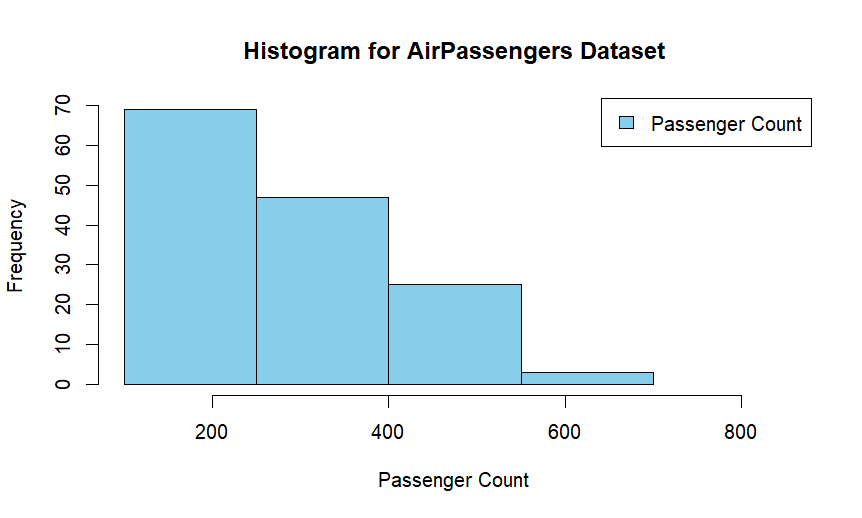 Histogram for AirPassengers Dataset
Passenger Count
70
60
50
40
30
20
10
0
Frequency
200 400 600 800
Passenger Count